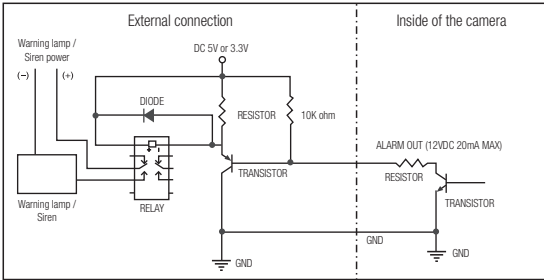 External connection
Inside of the camera
Warning lamp /
Siren power
(−)
(+)
DC 5V or 3.3V
DIODE
RESISTOR
10K ohm
ALARM OUT (12VDC 20mA MAX)
RESISTOR
TRANSISTOR
TRANSISTOR
Warning lamp /
Siren
RELAY
GND
GND
GND